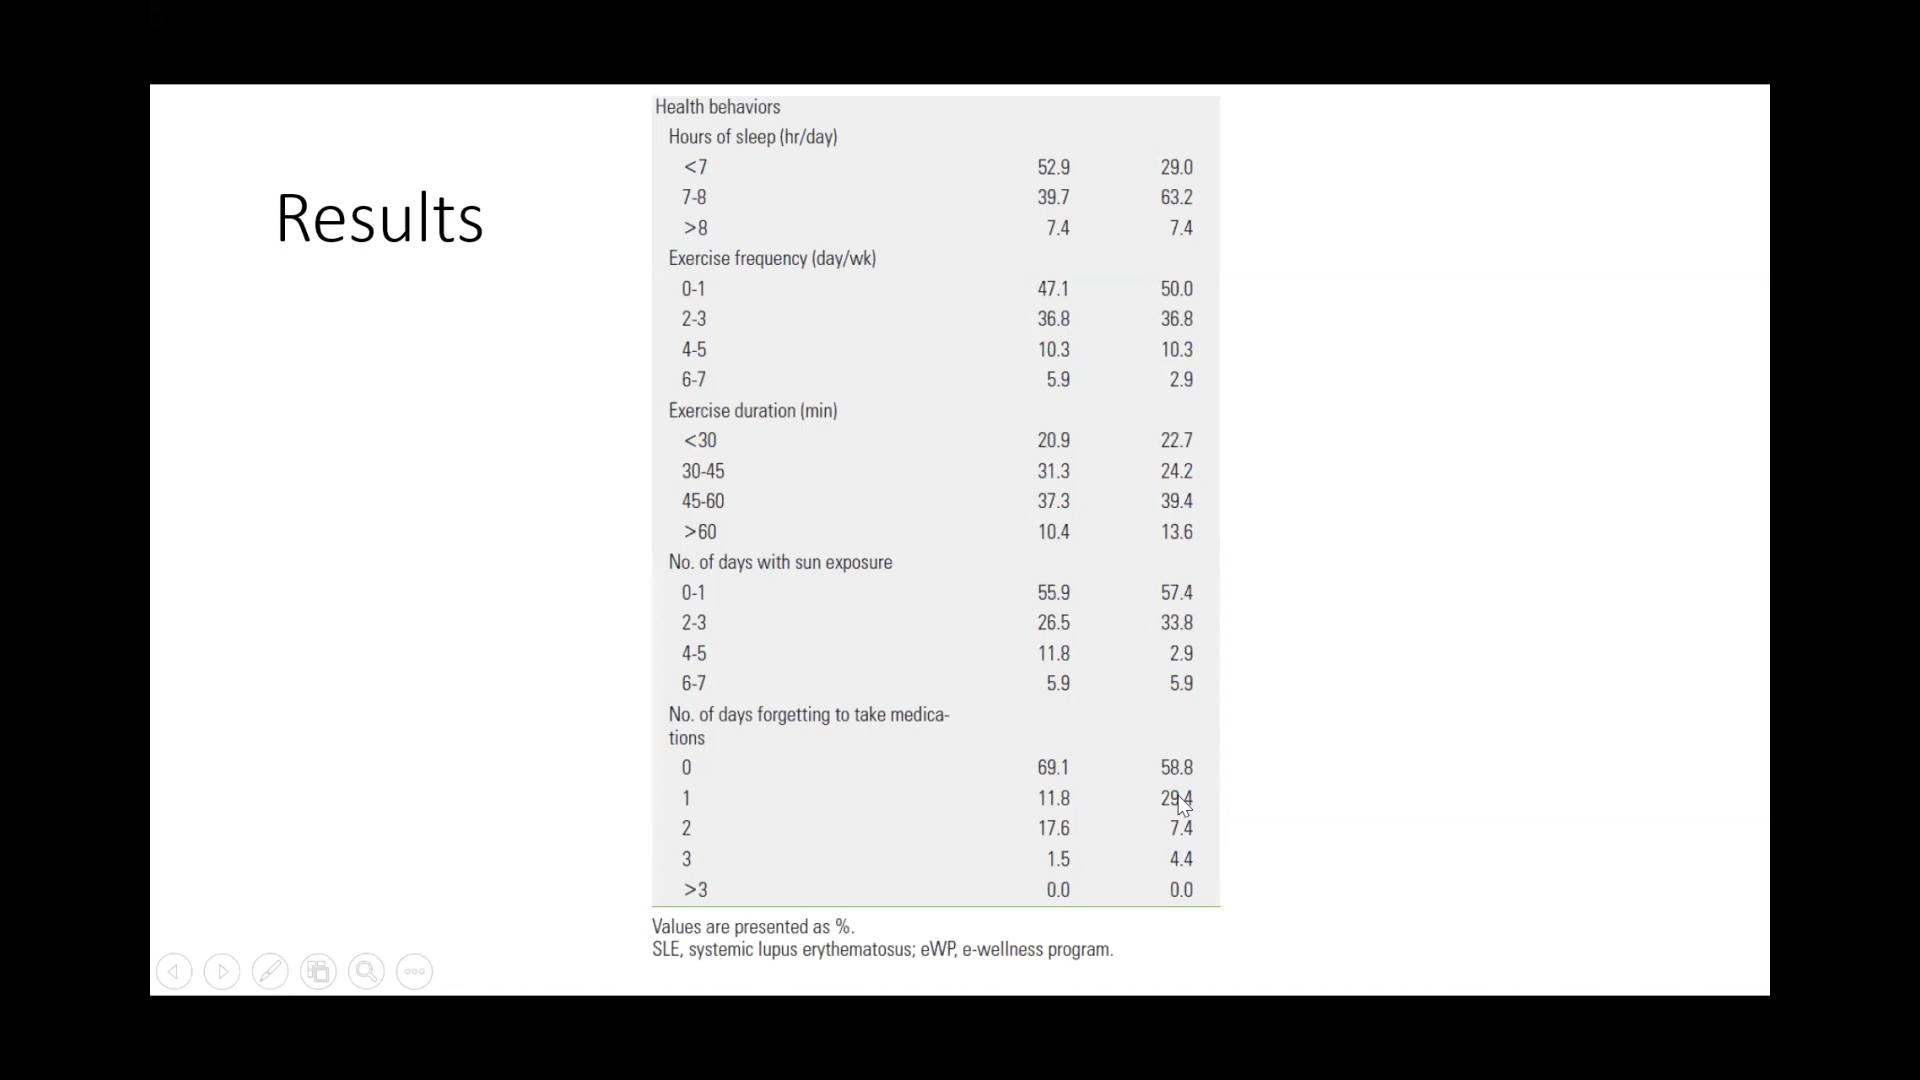 Results
Health behaviors
Hours of sleep (hr/day)
<7 52.9 29.0
7-8 39.7 63.2
>8 7.4 7.4
Exercise frequency (day/wk)
0-1 47.1 50.0
2-3 36.8 36.8
4-5 10.3 10.3
6-7 5.9 2.9
Exercise duration (min)
<30 20.9 22.7
30-45 31.3 24.2
45-60 37.3 39.4
>60 10.4 13.6
No. of days with sun exposure
0-1 55.9 57.4
2-3 26.5 33.8
4-5 11.8 2.9
6-7 5.9 5.9
No. of days forgetting to take medica-
tions
0 69.1 58.8
1 11.8 29.4
2 17.6 7.4
3 1.5 4.4
>3 0.0 0.0
Values are presented as %.
SLE, systemic lupus erythematosus; eWP, e-wellness program.